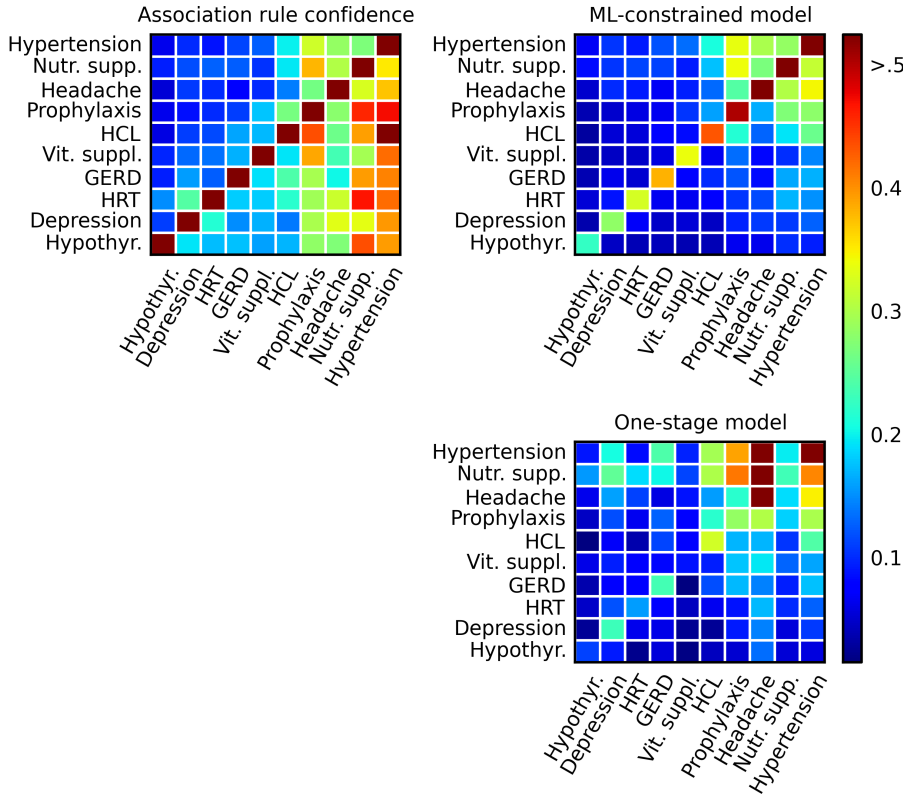 Association rule confidence
Hypertension
Nutr. supp.
Headache
Prophylaxis
HCL
Vit. suppl.
GERD
HRT
Depression
Hypothyr.
Hypothyr.
Depression
HRT
GERD
Vit. suppl.
HCL
Prophylaxis
Headache
Nutr. supp.
Hypertension
ML-constrained model
Hypertension
Nutr. supp.
Headache
Prophylaxis
HCL
Vit. suppl.
GERD
HRT
Depression
Hypothyr.
Hypothyr.
Depression
HRT
GERD
Vit. suppl.
HCL
Prophylaxis
Headache
Nutr. supp.
Hypertension
>.5
0.4
0.3
0.2
0.1
One-stage model
Hypertension
Nutr. supp.
Headache
Prophylaxis
HCL
Vit. suppl.
GERD
HRT
Depression
Hypothyr.
Hypothyr.
Depression
HRT
GERD
Vit. suppl.
HCL
Prophylaxis
Headache
Nutr. supp.
Hypertension